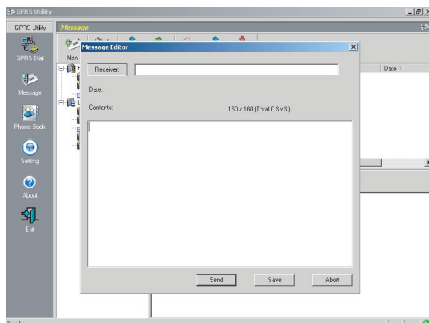 GPRS Utility
GPRS Utility
Message
GPRS Dial
Message
Phone Book
Setting
About
Exit
New
Message Editor
Receiver:
Date:
Contents:
Send
Save
Abort
Date